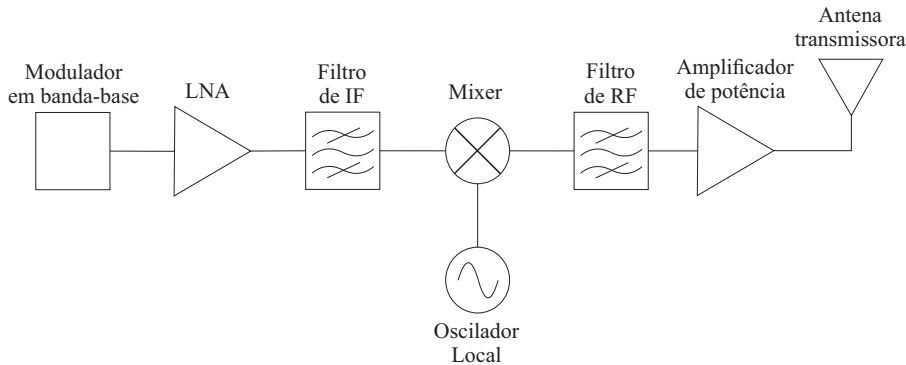 Modulador
em banda-base
LNA
Filtro
de IF
Mixer
Filtro
de RF
Amplificador
de potência
Antena
transmissora
Oscilador
Local